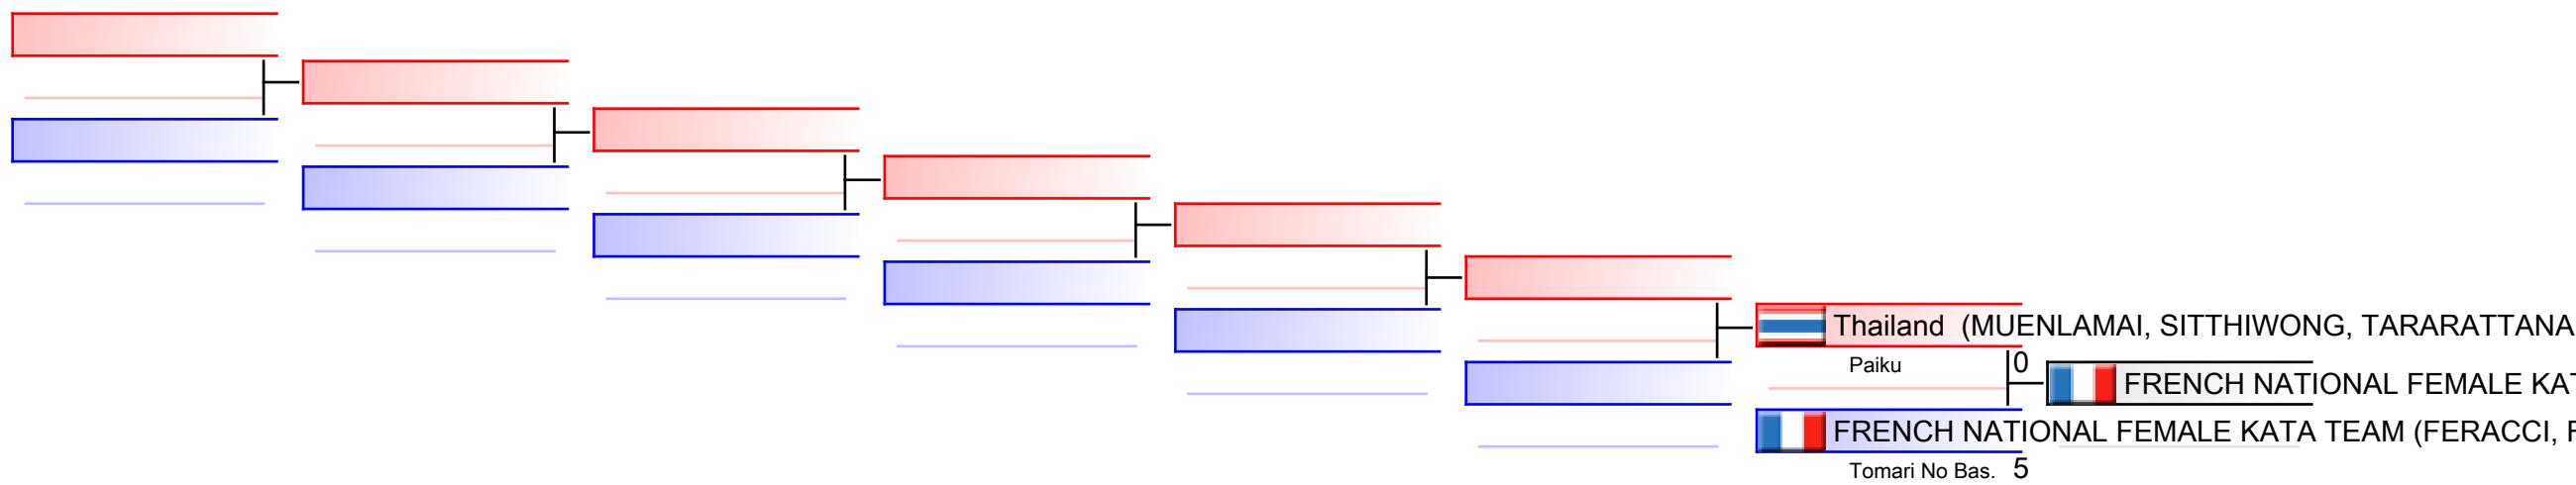 Thailand (MUENLAMAI, SITTHIWONG, TARARATTANA
Paiku 0
FRENCH NATIONAL FEMALE KA
FRENCH NATIONAL FEMALE KATA TEAM (FERACCI,
Tomari No Bas. 5